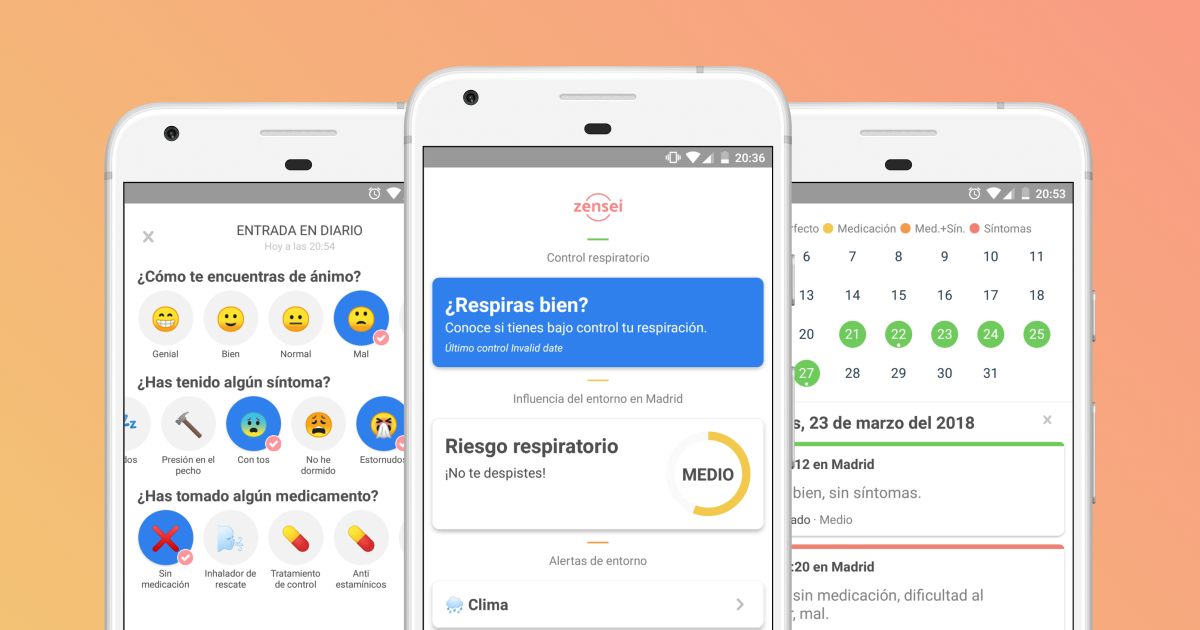 ENTRADA EN DIARIO
Hoy a las 20:54
¿Cómo te encuentras de ánimo?
Genial
Bien
Normal
Mal
¿Has tenido algún síntoma?
Presión en el
pecho
Con tos
No he
dormido
Estornudos
¿Has tomado algún medicamento?
Sin
medicación
Inhalador de
rescate
Tratamiento
de control
Anti
estamínicos
20:36
zensei
Control respiratorio
¿Respiras bien?
Conoce si tienes bajo control tu respiración.
Último control Invalid date
Influencia del entorno en Madrid
Riesgo respiratorio
¡No te despistes!
MEDIO
Alertas de entorno
Clima
20:53
Medicación Med.+Sín. Síntomas
6 7 8 9 10 11
13 14 15 16 17 18
20 21 22 23 24 25
27 28 29 30 31
, 23 de marzo del 2018
12 en Madrid
bien, sin síntomas.
· Medio
:20 en Madrid
sin medicación, dificultad al
, mal.